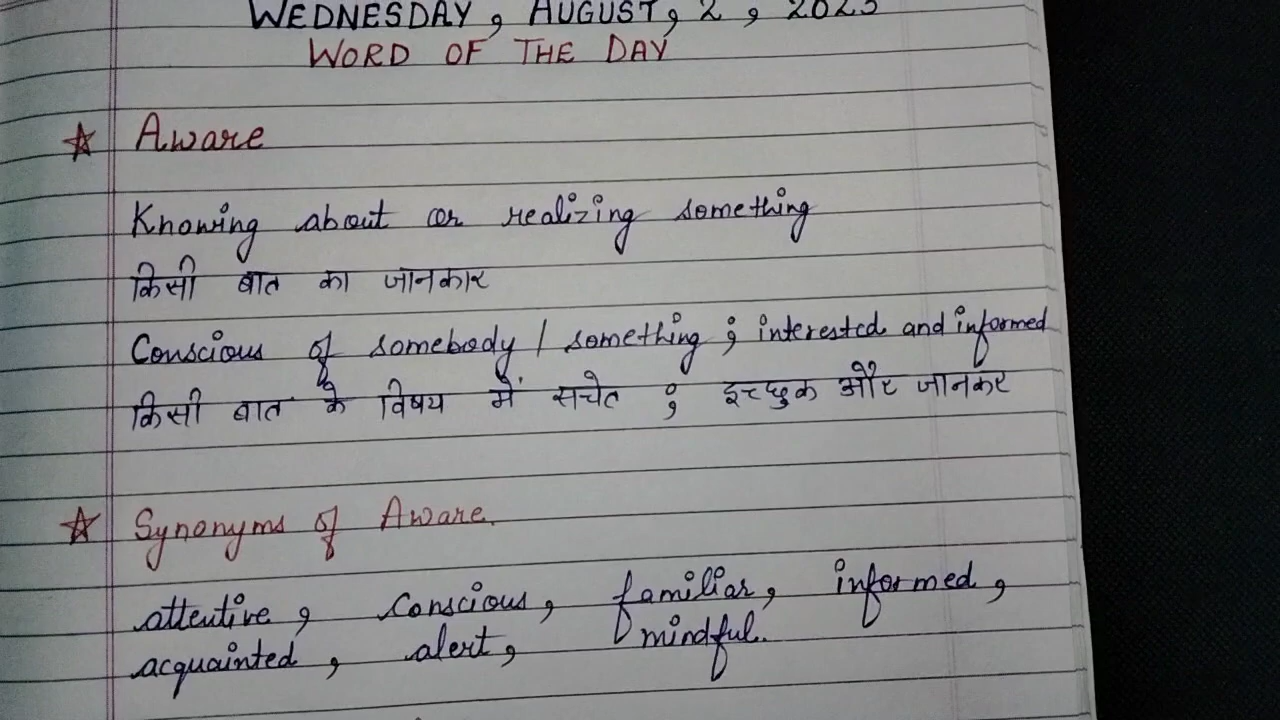 WEDNESDAY, AUGUST, 2, 2023
WORD OF THE DAY
☆ Aware
Knowing about or realizing something
किसी बात का जानकार
Conscious of somebody / something ; interested and informed
किसी बात के विषय में सचेत ; इच्छुक और जानकर
☆ Synonyms of Aware.
attentive, conscious, familiar, informed,
acquainted, alert, mindful.